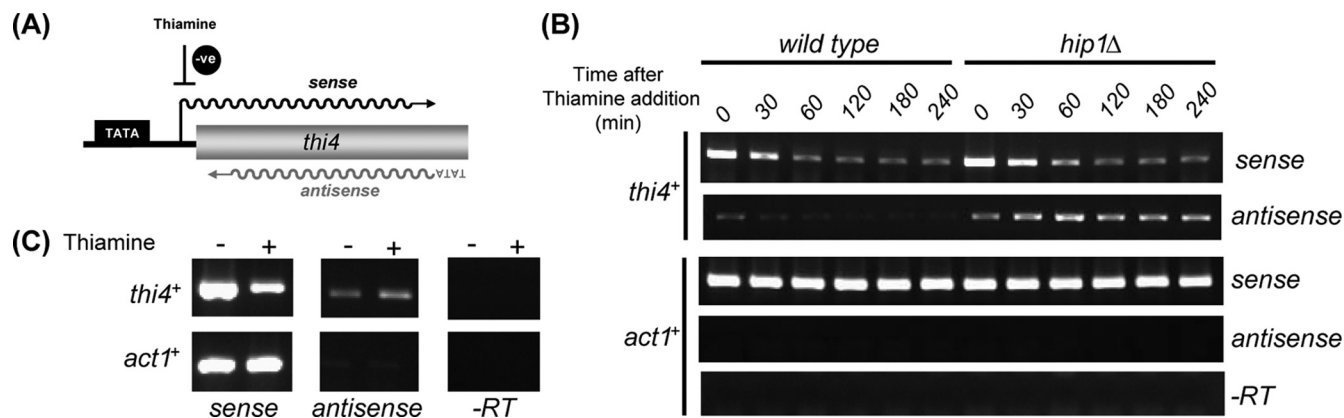 (A)
Thiamine
-ve
sense
TATA
thi4
TATA
antisense
(B)
wild type hip1Δ
Time after
Thiamine addition
(min)
0 30 60 120 180 240 0 30 60 120 180 240
thi4+
sense
antisense
act1+
sense
antisense
-RT
(C)
Thiamine - + - + - +
thi4+
act1+
sense antisense -RT